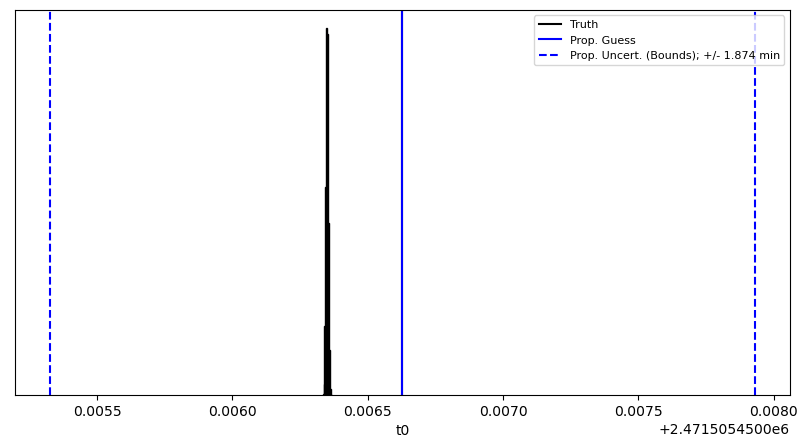 Truth
Prop. Guess
Prop. Uncert. (Bounds); +/- 1.874 min
0.0055 0.0060 0.0065 0.0070 0.0075 0.0080
t0 +2.4715054500e6